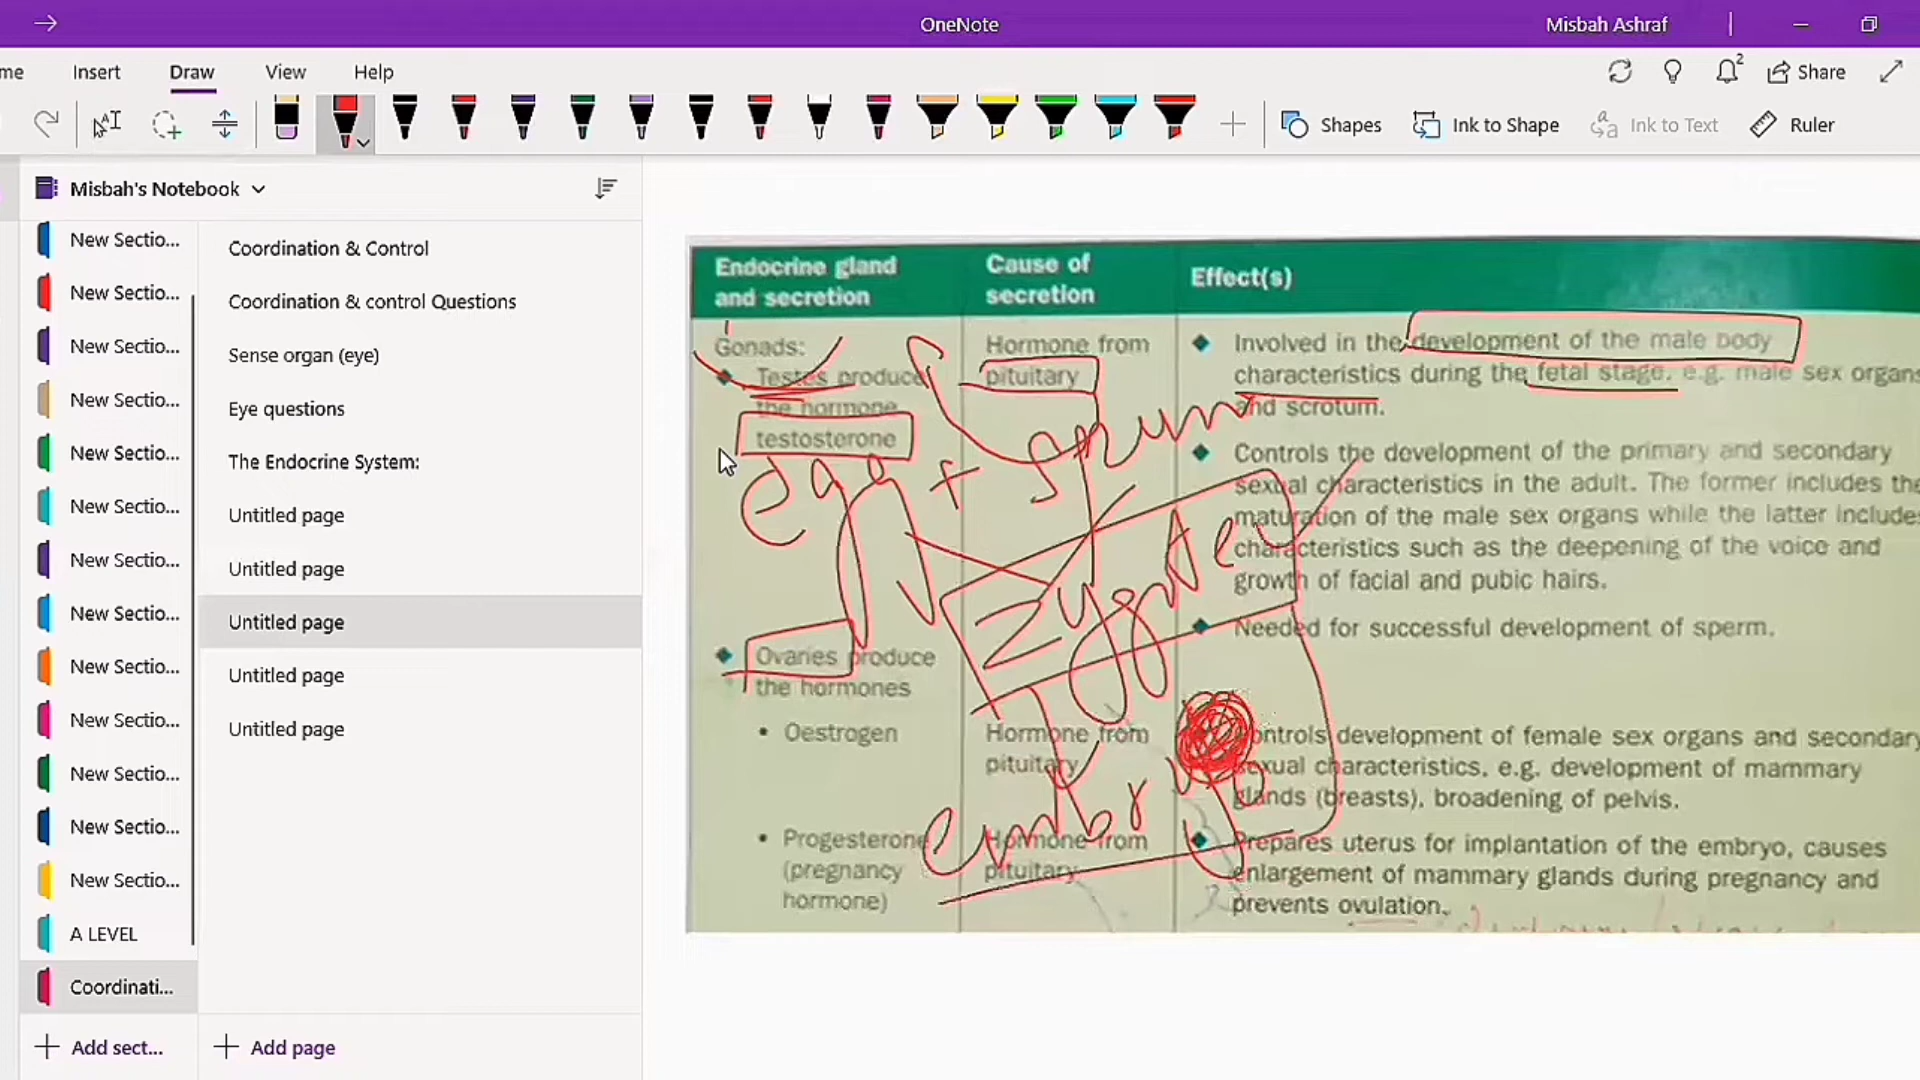 OneNote
Misbah Ashraf
me Insert Draw View Help
2
Share
Shapes
Ink to Shape
Ink to Text
Ruler
Misbah's Notebook
New Sectio...
New Sectio...
New Sectio...
New Sectio...
New Sectio...
New Sectio...
New Sectio...
New Sectio...
New Sectio...
New Sectio...
New Sectio...
New Sectio...
New Sectio...
A LEVEL
Coordinati...
Add sect...
Coordination & Control
Coordination & control Questions
Sense organ (eye)
Eye questions
The Endocrine System:
Untitled page
Untitled page
Untitled page
Untitled page
Untitled page
Add page
Endocrine gland
and secretion
Cause of
secretion
Effect(s)
Gonads:
Testes produce
the hormone
testosterone
Hormone from
pituitary
Involved in the development of the male body
characteristics during the fetal stage, e.g. male sex organs
and scrotum.
Controls the development of the primary and secondary
sexual characteristics in the adult. The former includes the
maturation of the male sex organs while the latter includes
characteristics such as the deepening of the voice and
growth of facial and pubic hairs.
Needed for successful development of sperm.
egg + sperm
Ovaries produce
the hormones
Oestrogen
Hormone from
pituitary
Controls development of female sex organs and secondary
sexual characteristics, e.g. development of mammary
glands (breasts), broadening of pelvis.
embryo
Progesterone
(pregnancy
hormone)
Hormone from
pituitary
Prepares uterus for implantation of the embryo, causes
enlargement of mammary glands during pregnancy and
prevents ovulation.